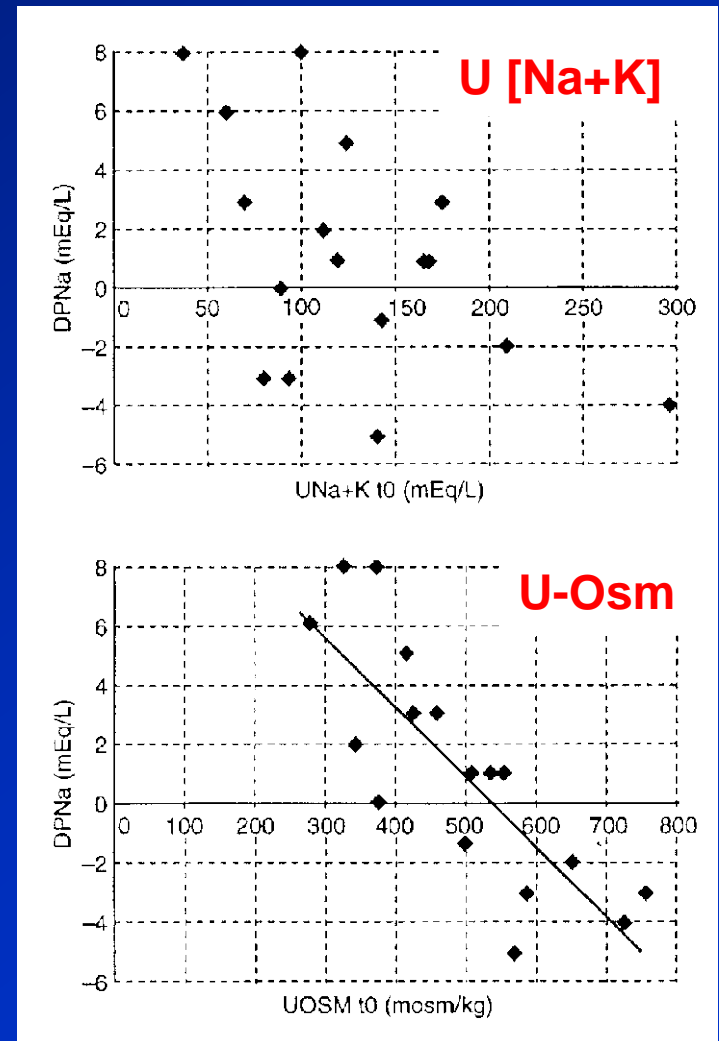 U [Na+K]
8
6
4
2
0
-2
-4
-6
DPNa (mEq/L)
0 50 100 150 200 250 300
UNa+K t0 (mEq/L)
U-Osm
8
6
4
2
0
-2
-4
-6
DPNa (mEq/L)
0 100 200 300 400 500 600 700 800
UOSM t0 (mosm/kg)